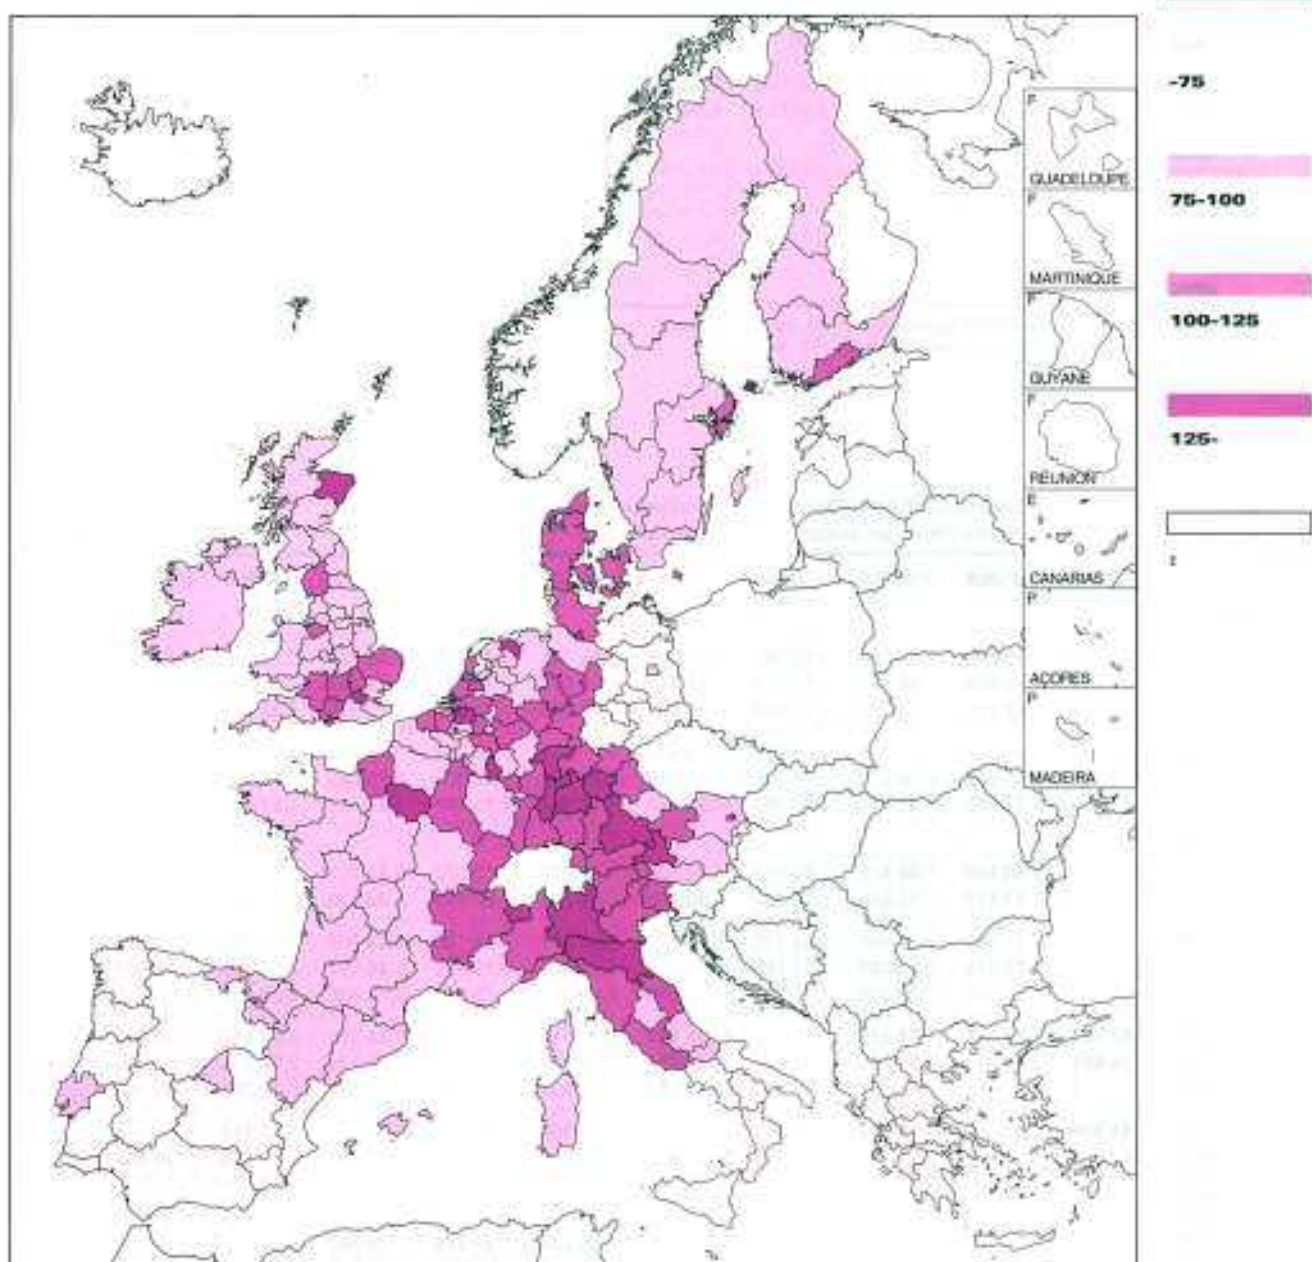 -75
75-100
100-125
125-
F
GUADELOUPE
F
MARTINIQUE
F
GUYANE
F
REUNION
E
CANARIAS
P
AÇORES
P
MADEIRA